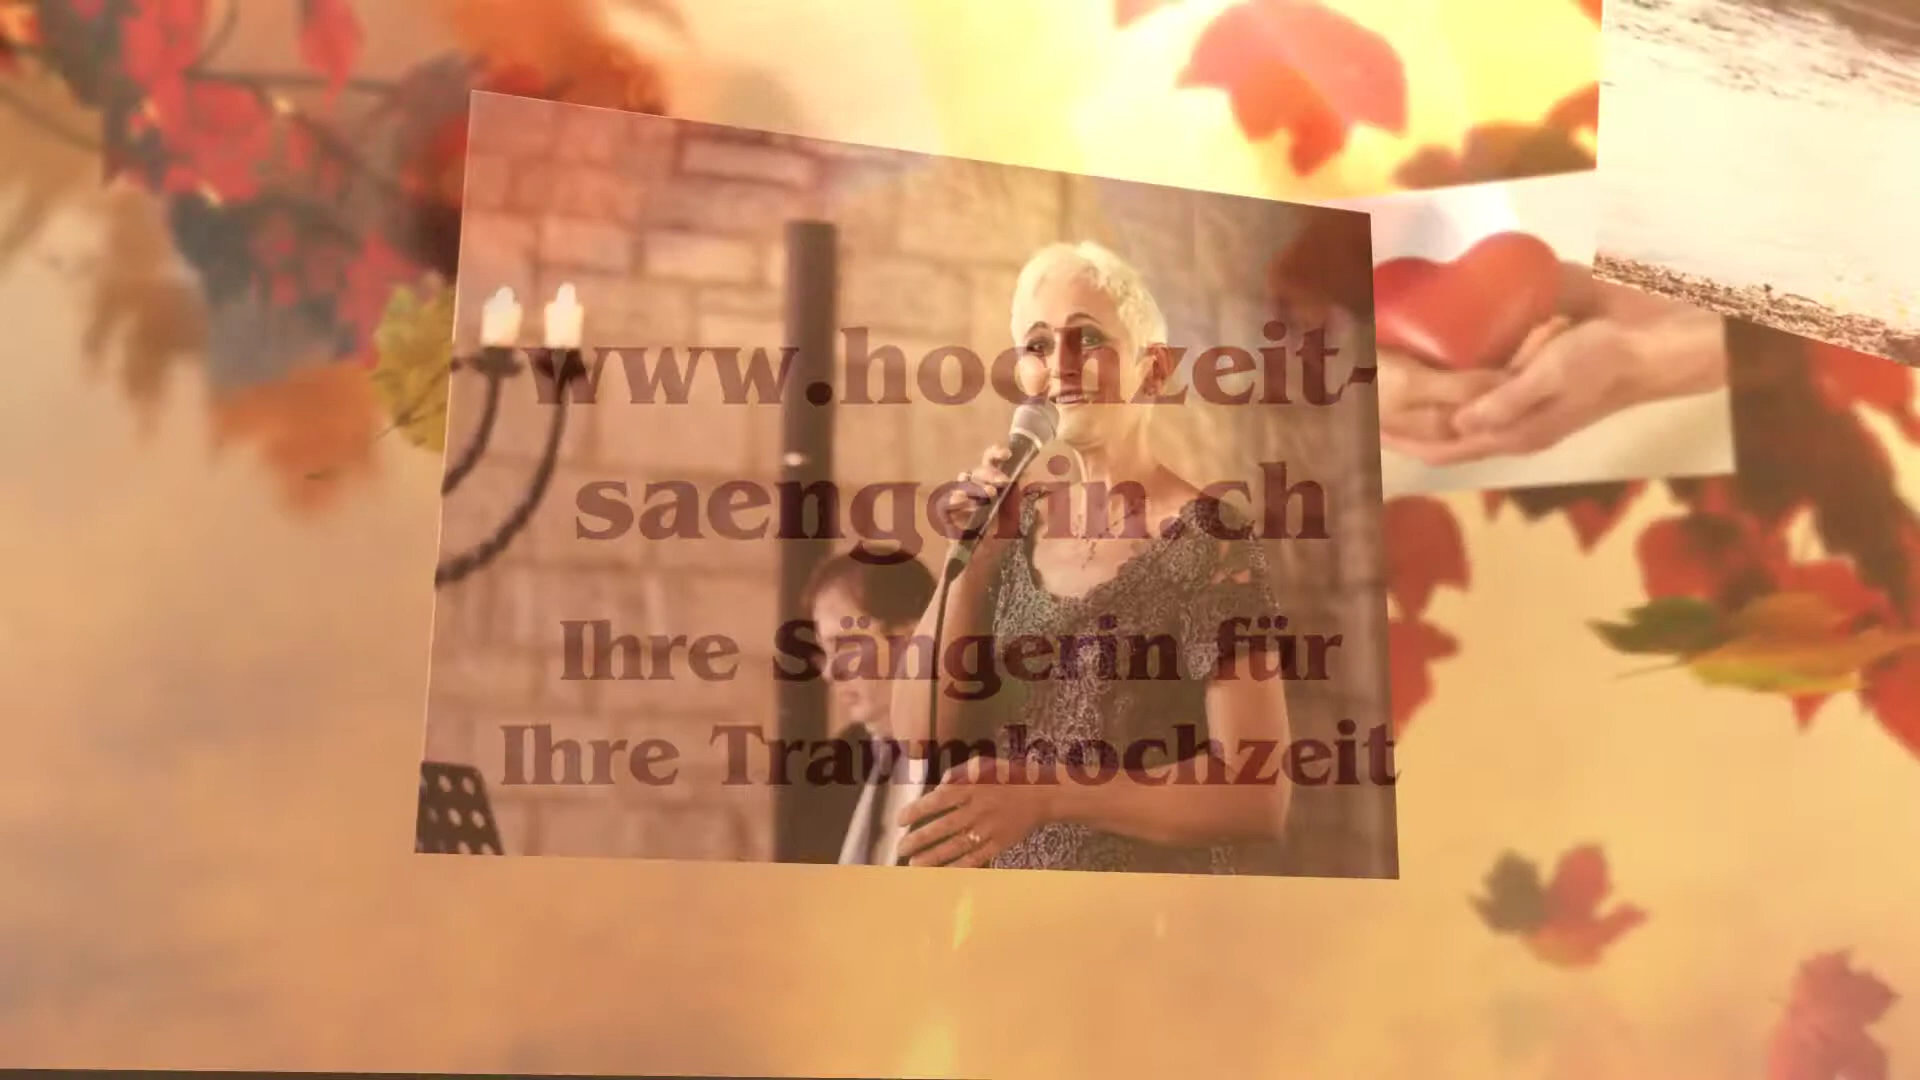 www.hochzeit-
saengerin.ch
Ihre Sängerin für
Ihre Traumhochzeit